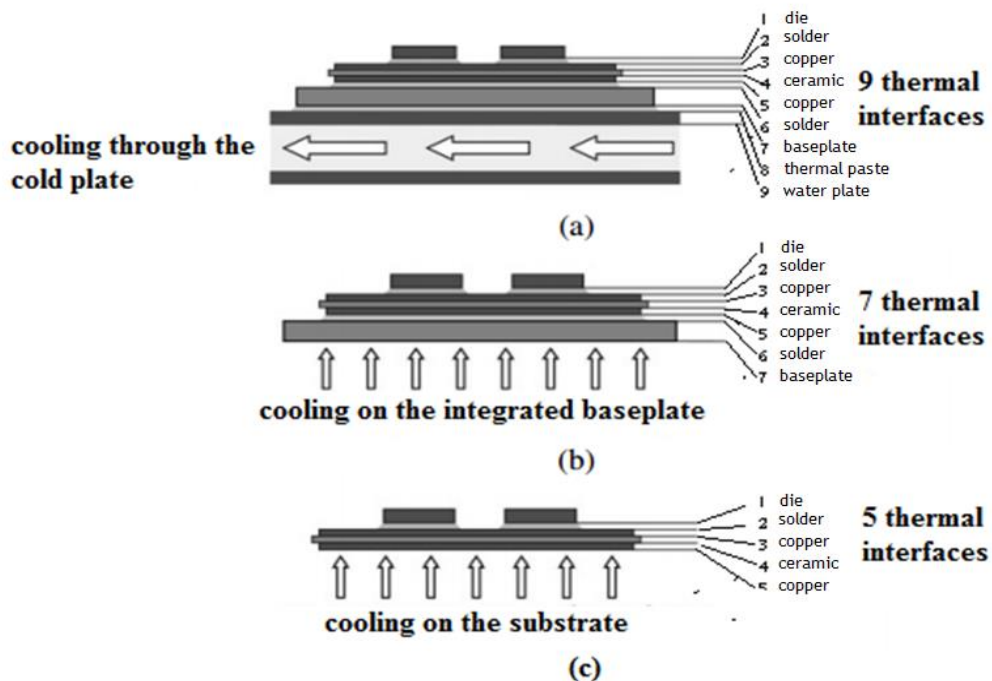 1 die
2 solder
3 copper
4 ceramic
5 copper
6 solder
7 baseplate
8 thermal paste
9 water plate
9 thermal
interfaces
cooling through the
cold plate
(a)
1 die
2 solder
3 copper
4 ceramic
5 copper
6 solder
7 baseplate
7 thermal
interfaces
cooling on the integrated baseplate
(b)
1 die
2 solder
3 copper
4 ceramic
5 copper
5 thermal
interfaces
cooling on the substrate
(c)